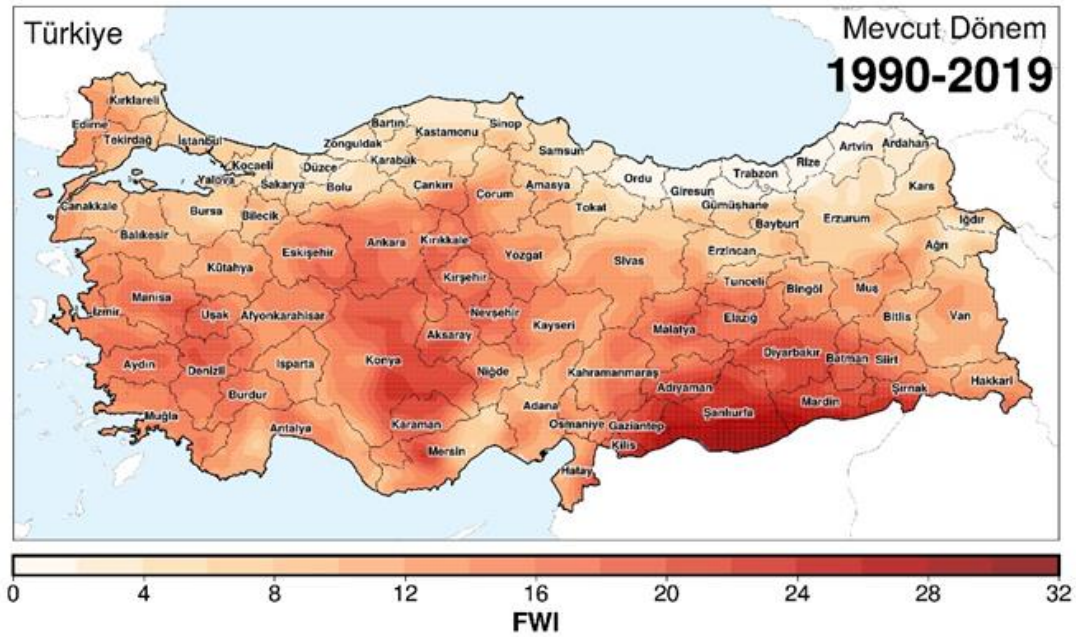 Türkiye
Mevcut Dönem
1990-2019
Kırklareli
Edirne
Tekirdağ
İstanbul
Kocaeli
Yalova
Sakarya
Düzce
Bolu
Zonguldak
Bartın
Karabük
Kastamonu
Sinop
Samsun
Çankırı
Çorum
Amasya
Tokat
Ordu
Giresun
Trabzon
Gümüşhane
Rize
Artvin
Ardahan
Kars
Bayburt
Erzurum
Iğdır
Ağrı
Çanakkale
Bursa
Bilecik
Balıkesir
Kütahya
Eskişehir
Ankara
Kırıkkale
Kırşehir
Yozgat
Sivas
Erzincan
Tunceli
Bingöl
Muş
Bitlis
Van
Manisa
İzmir
Uşak
Afyonkarahisar
Nevşehir
Aksaray
Kayseri
Malatya
Elazığ
Diyarbakır
Batman
Siirt
Aydın
Denizli
Isparta
Konya
Niğde
Kahramanmaraş
Adıyaman
Şırnak
Hakkari
Burdur
Muğla
Antalya
Karaman
Mersin
Adana
Osmaniye
Gaziantep
Kilis
Şanlıurfa
Mardin
Hatay
0 4 8 12 16 20 24 28 32
FWI